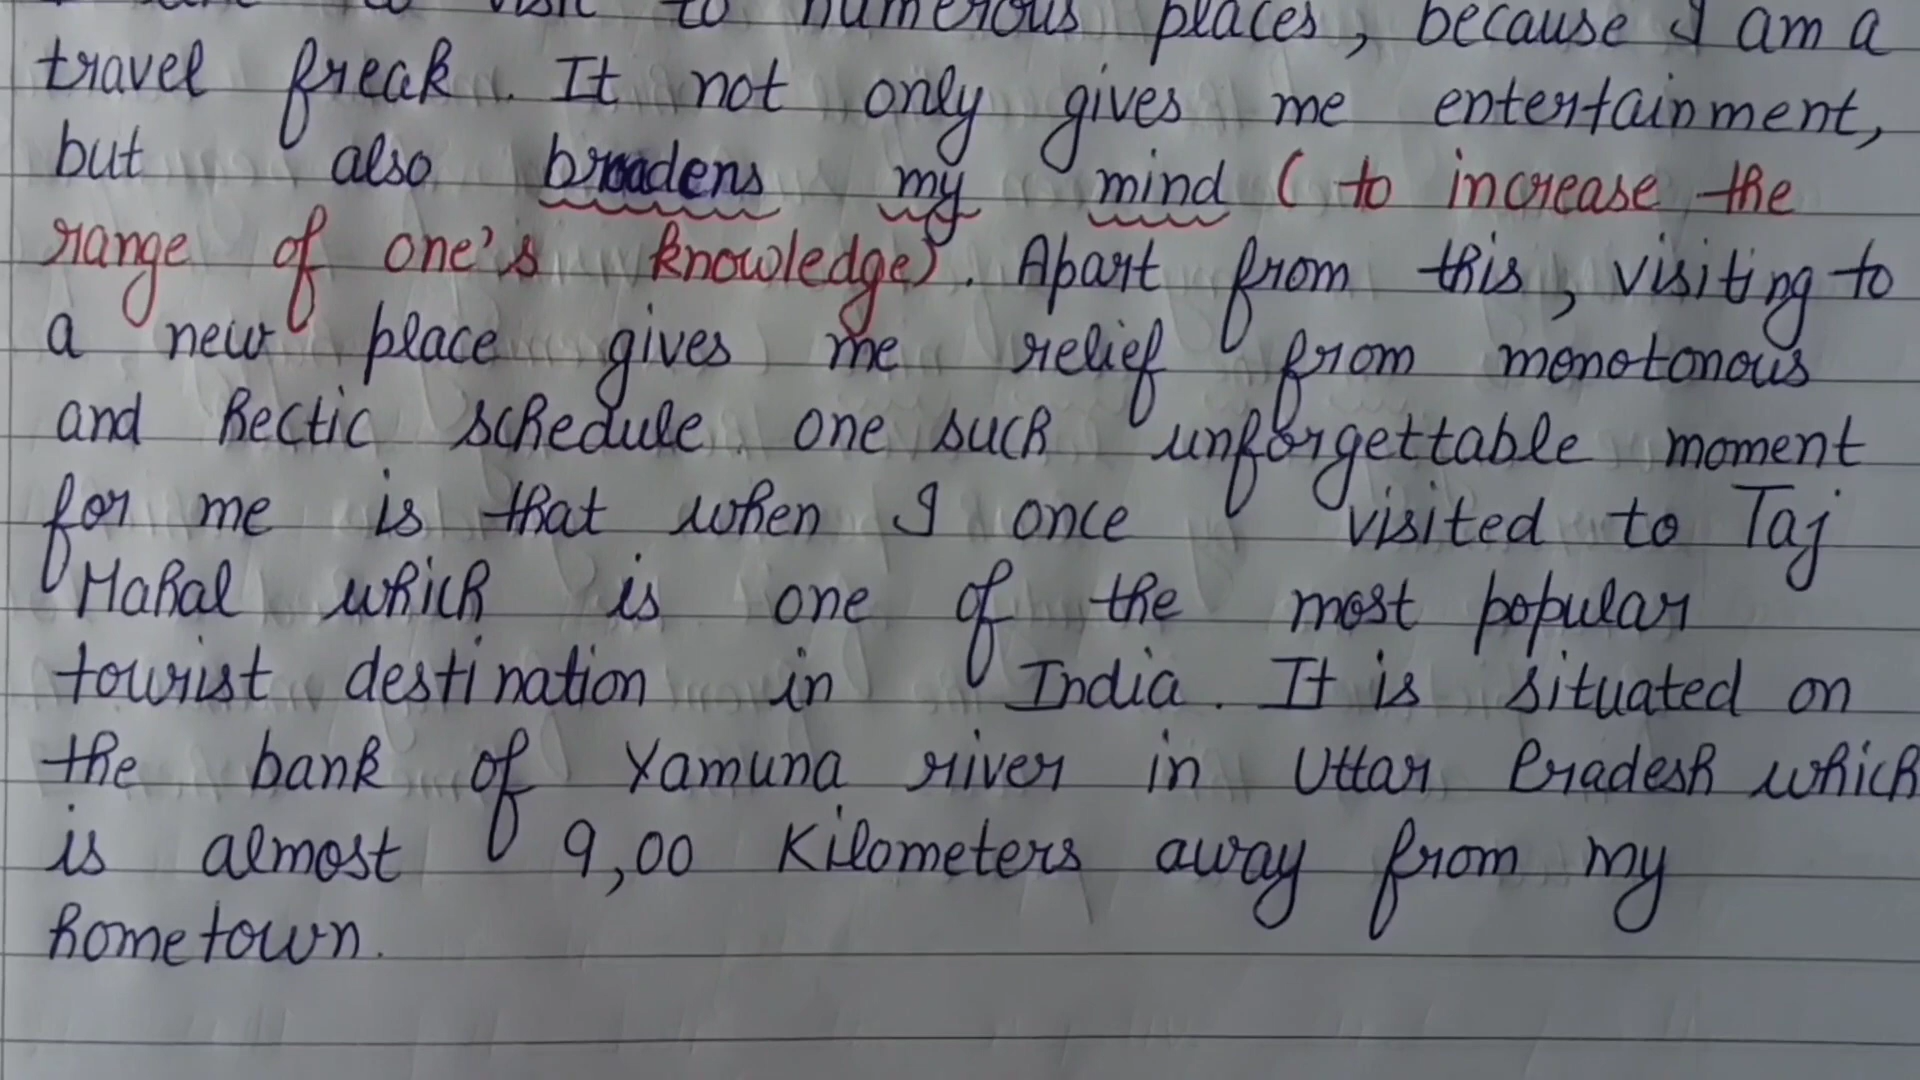 to visit to numerous places, because I am a
travel freak. It not only gives me entertainment,
but also broadens my mind ( to increase the
range of one's knowledge). Apart from this, visiting to
a new place gives me relief from monotonous
and hectic schedule. one such unforgettable moment
for me is that when I once visited to Taj
Mahal which is one of the most popular
tourist destination in India. It is situated on
the bank of Yamuna river in Uttar Pradesh which
is almost 9,00 Kilometers away from my
hometown.